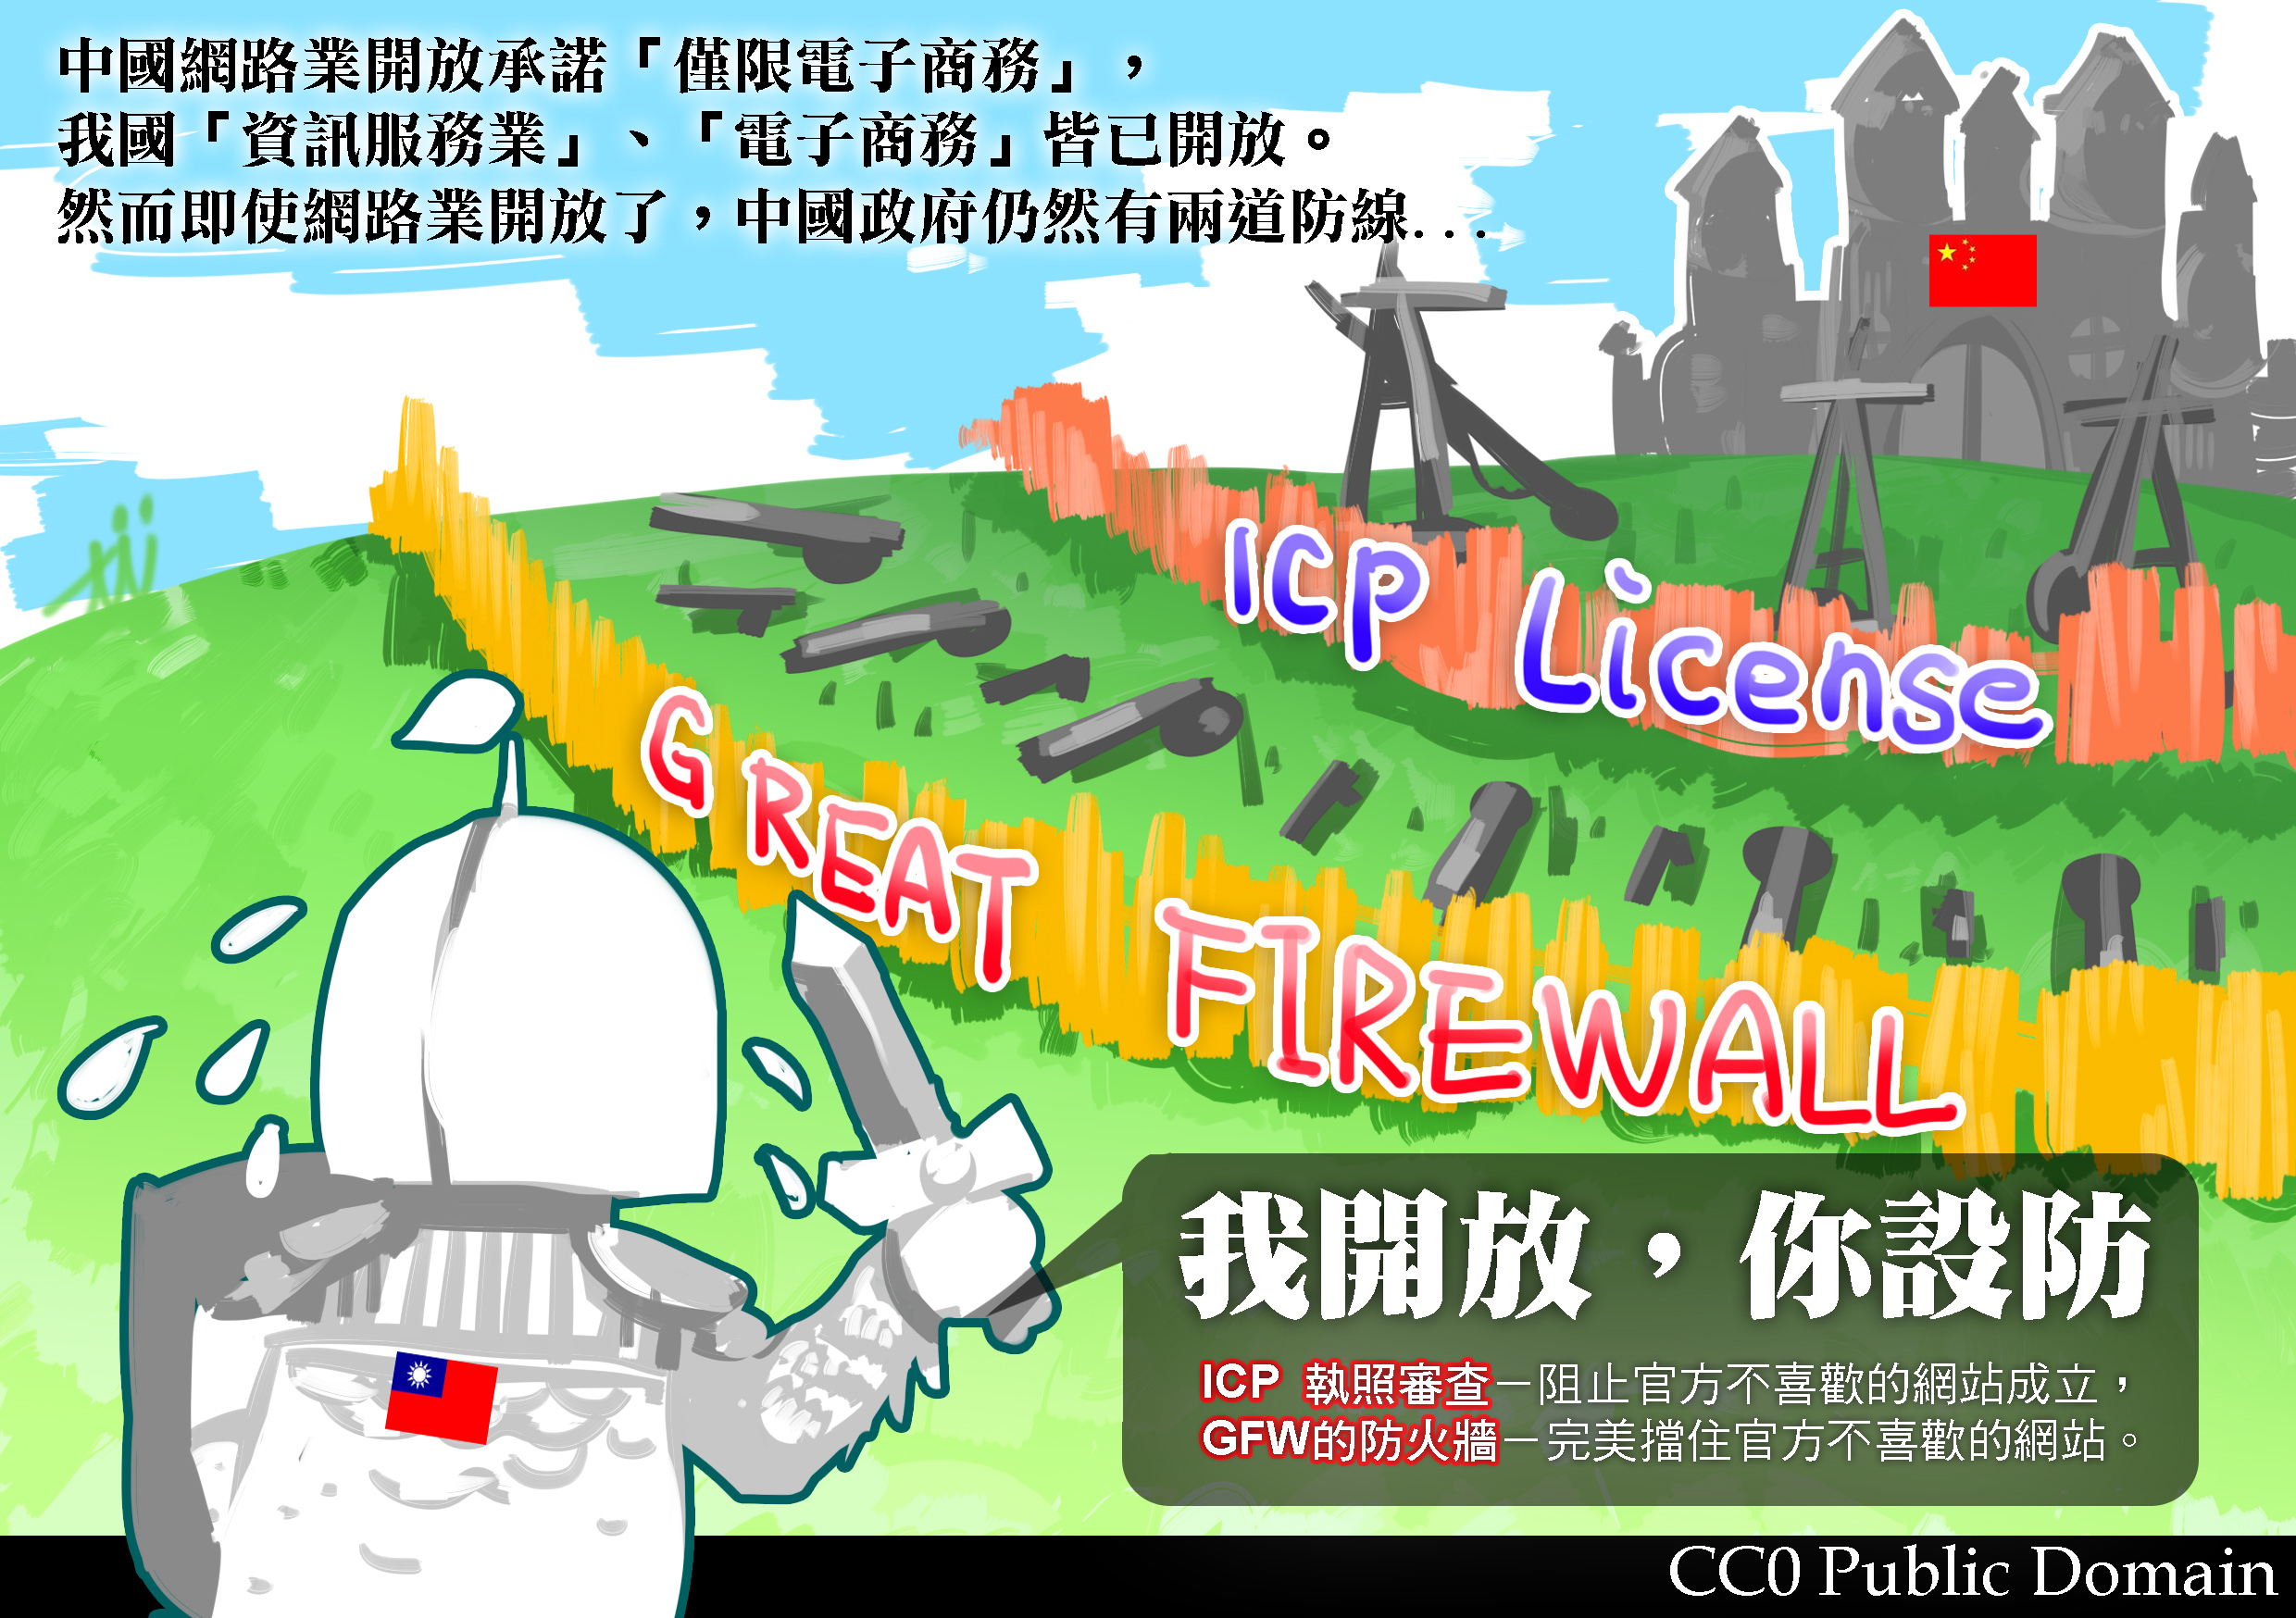 中國網路業開放承諾「僅限電子商務」，
我國「資訊服務業」、「電子商務」皆已開放。
然而即使網路業開放了，中國政府仍然有兩道防線...
ICP License
GREAT FIREWALL
我開放，你設防
ICP 執照審查－阻止官方不喜歡的網站成立，
GFW的防火牆－完美擋住官方不喜歡的網站。
CC0 Public Domain